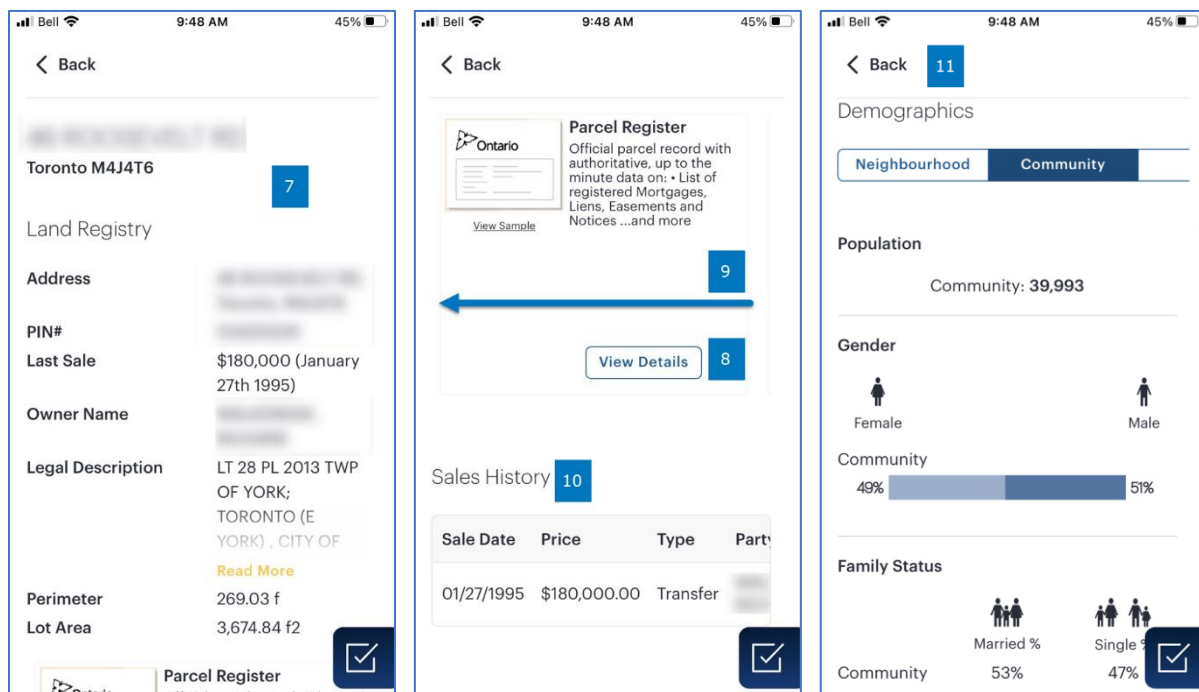 Bell 9:48 AM 45%
Back
Toronto M4J4T6
7
Land Registry
Address
PIN#
Last Sale $180,000 (January
27th 1995)
Owner Name
Legal Description LT 28 PL 2013 TWP
OF YORK;
TORONTO (E
YORK) , CITY OF
Read More
Perimeter 269.03 f
Lot Area 3,674.84 f2
Parcel Register
Bell 9:48 AM 45%
Back
Parcel Register
Ontario
Official parcel record with
authoritative, up to the
minute data on: • List of
registered Mortgages,
Liens, Easements and
Notices ...and more
View Sample
9
View Details 8
Sales History 10
Sale Date Price Type Party
01/27/1995 $180,000.00 Transfer
Bell 9:48 AM 45%
Back 11
Demographics
Neighbourhood Community
Population
Community: 39,993
Gender
Female Male
Community
49% 51%
Family Status
Married % Single %
Community 53% 47%